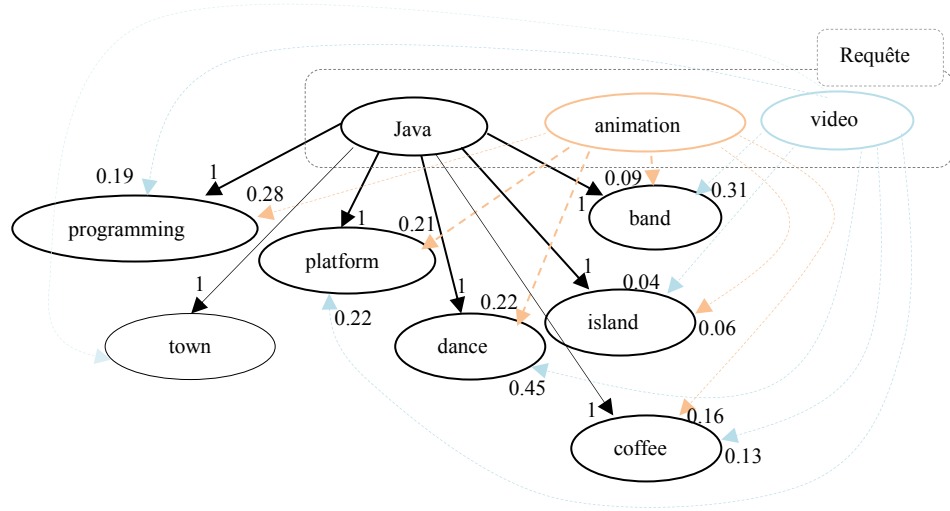 Requête
Java
animation
video
0.19
1
0.28
0.09
0.31
1
programming
1
0.21
band
platform
1
1
0.04
0.22
0.22
island
0.06
1
town
dance
0.45
1
0.16
coffee
0.13